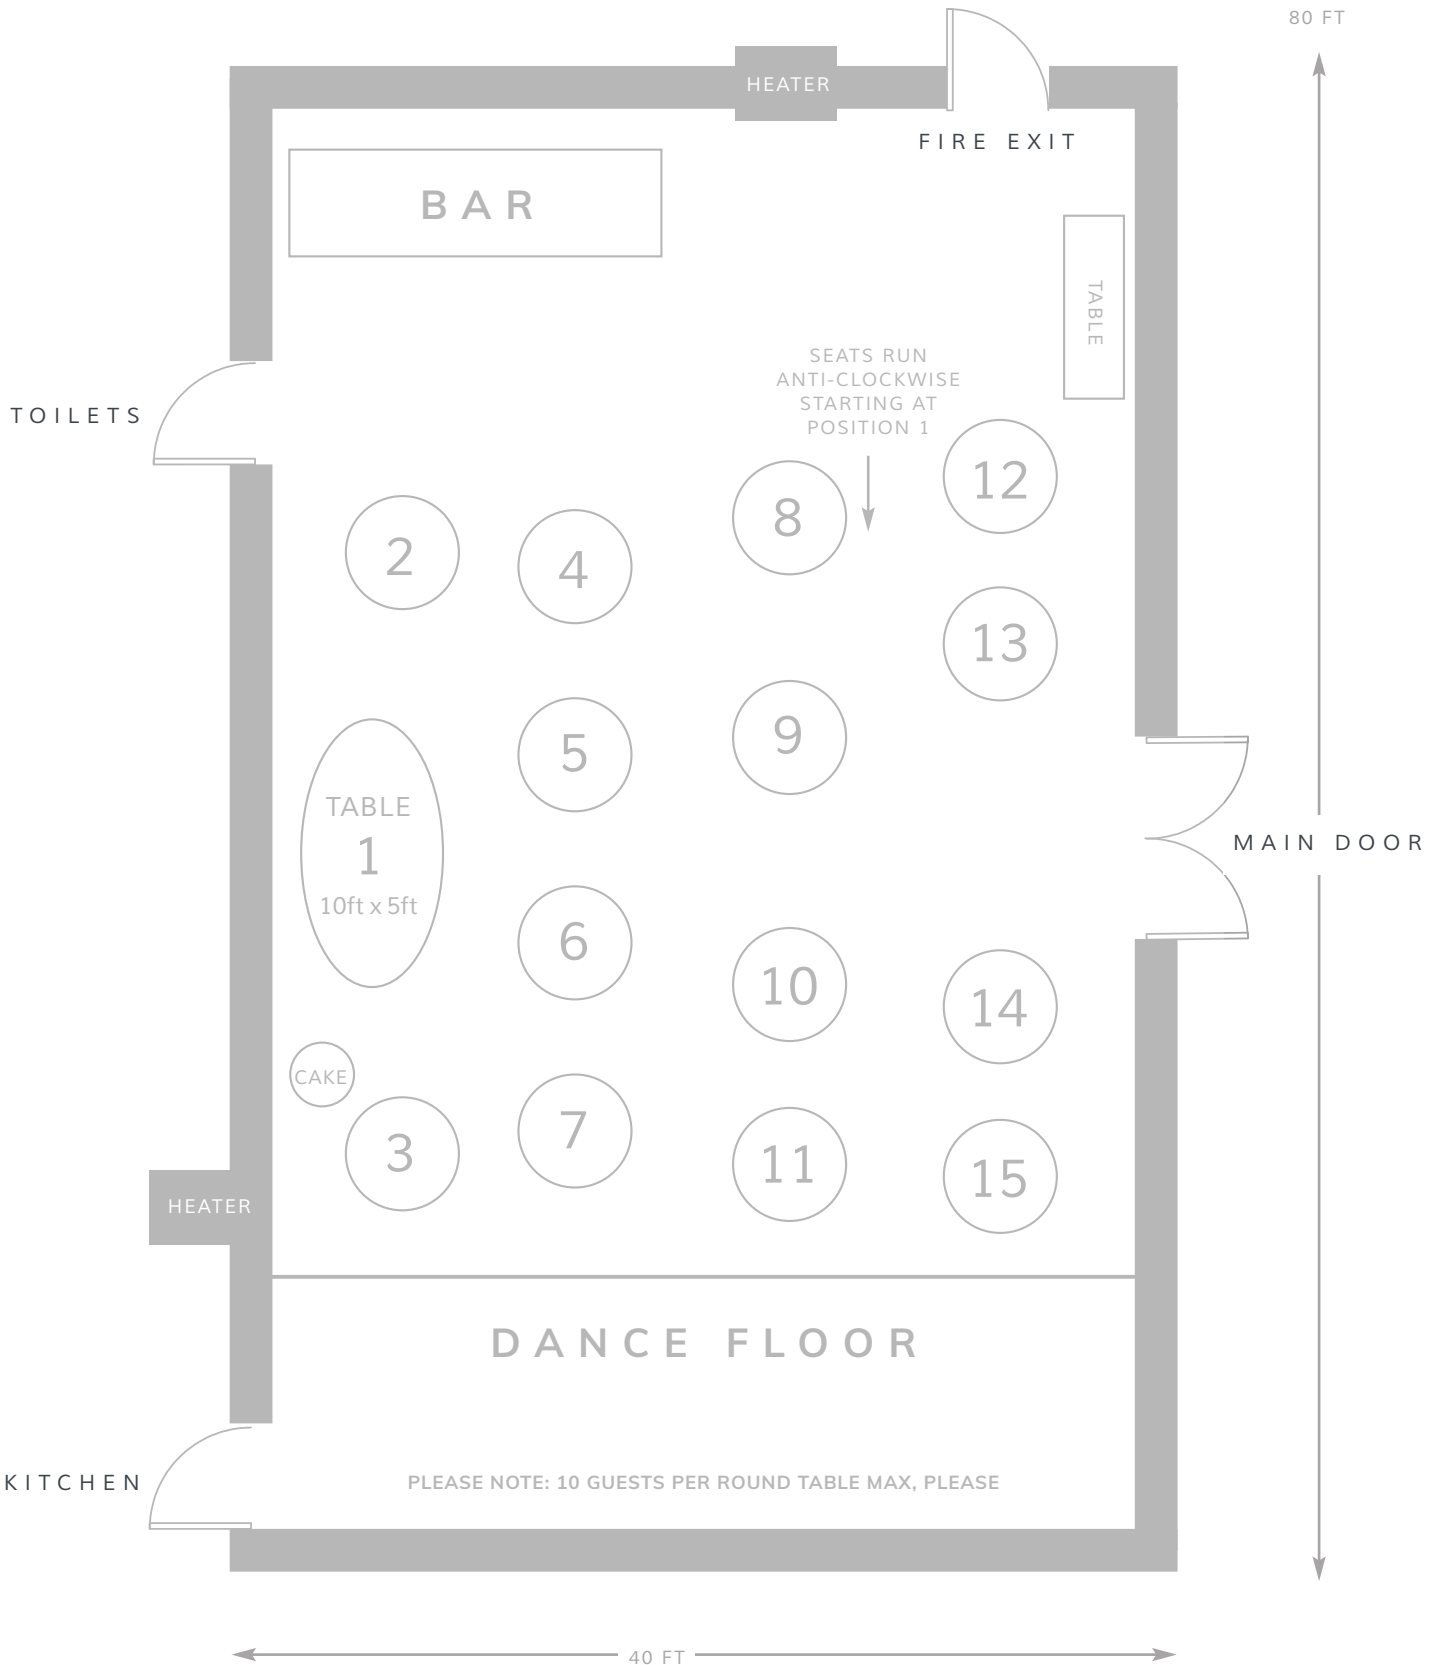 80 FT
HEATER
FIRE EXIT
BAR
TABLE
SEATS RUN
ANTI-CLOCKWISE
STARTING AT
POSITION 1
TOILETS
12
8
2
4
13
9
5
TABLE
1
10ft x 5ft
MAIN DOOR
6
10
14
CAKE
3
7
11
15
HEATER
DANCE FLOOR
KITCHEN
PLEASE NOTE: 10 GUESTS PER ROUND TABLE MAX, PLEASE
40 FT